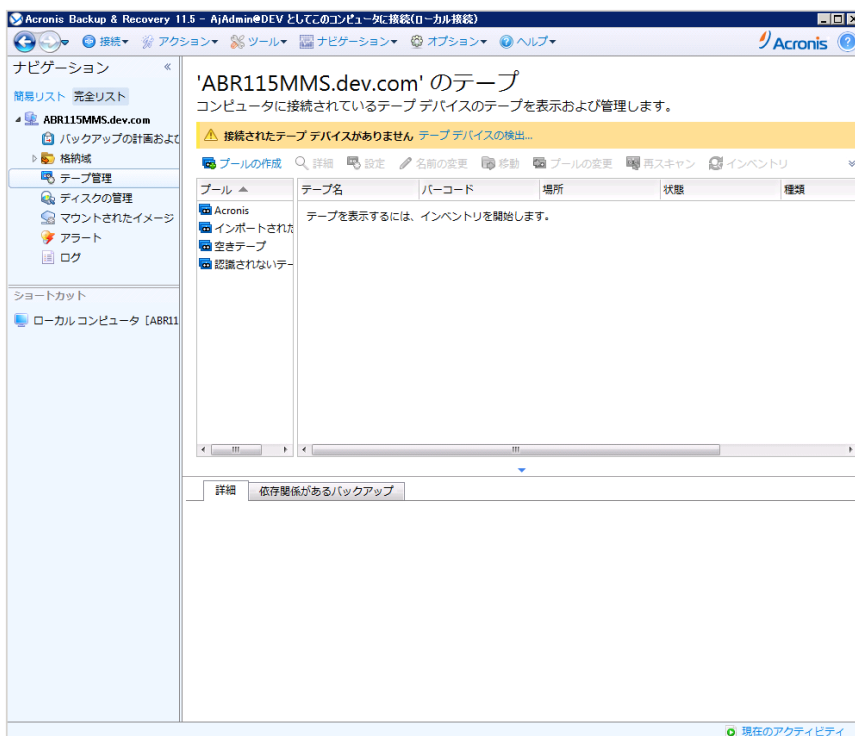 Acronis Backup & Recovery 11.5 - AjAdmin@DEV としてこのコンピュータに接続(ローカル接続)
接続 アクション ツール ナビゲーション オプション ヘルプ Acronis
ナビゲーション «
簡易リスト 完全リスト
ABR115MMS.dev.com
バックアップの計画およ
格納域
テープ管理
ディスクの管理
マウントされたイメージ
アラート
ログ
ショートカット
ローカル コンピュータ [ABR11
'ABR115MMS.dev.com' のテープ
コンピュータに接続されているテープ デバイスのテープを表示および管理します。
接続されたテープ デバイスがありません テープ デバイスの検出...
プールの作成 詳細 設定 名前の変更 移動 プールの変更 再スキャン インベントリ »
プール テープ名 バーコード 場所 状態 種類
Acronis
インポートされた
空きテープ
認識されないテー
テープを表示するには、インベントリを開始します。
詳細 依存関係があるバックアップ
現在のアクティビティ